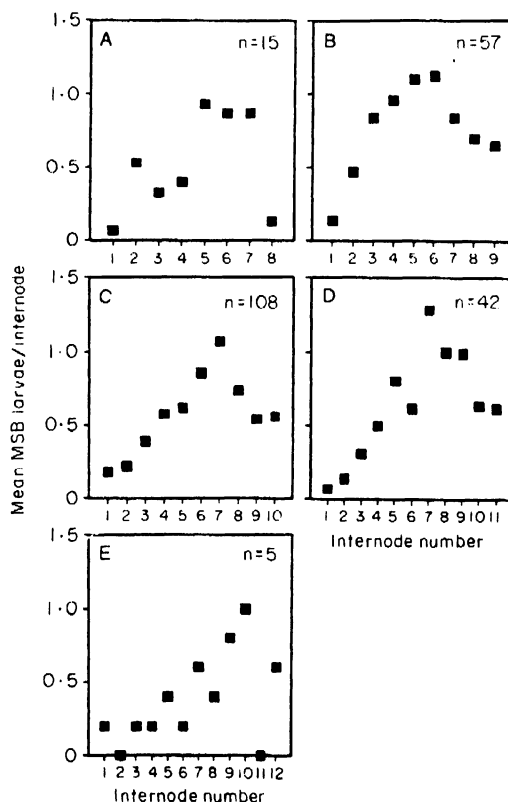 Mean MSB larvae/internode
A n=15
1·5
1·0
0·5
0
1 2 3 4 5 6 7 8
B n=57
1 2 3 4 5 6 7 8 9
C n=108
1·5
1·0
0·5
0
1 2 3 4 5 6 7 8 9 10
D n=42
1 2 3 4 5 6 7 8 9 10 11
Internode number
E n=5
1·5
1·0
0·5
0
1 2 3 4 5 6 7 8 9 10 11 12
Internode number